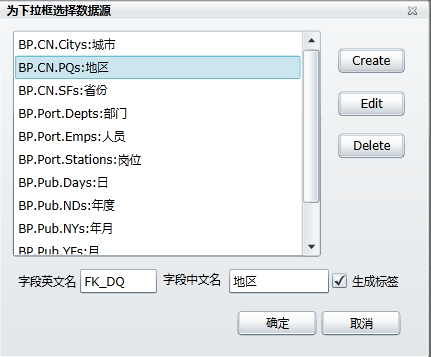 为下拉框选择数据源
BP.CN.Citys:城市
BP.CN.PQs:地区
BP.CN.SFs:省份
BP.Port.Depts:部门
BP.Port.Emps:人员
BP.Port.Stations:岗位
BP.Pub.Days:日
BP.Pub.NDs:年度
BP.Pub.NYs:年月
BP.Pub.YFs:月
Create
Edit
Delete
字段英文名 FK_DQ 字段中文名 地区 生成标签
确定 取消